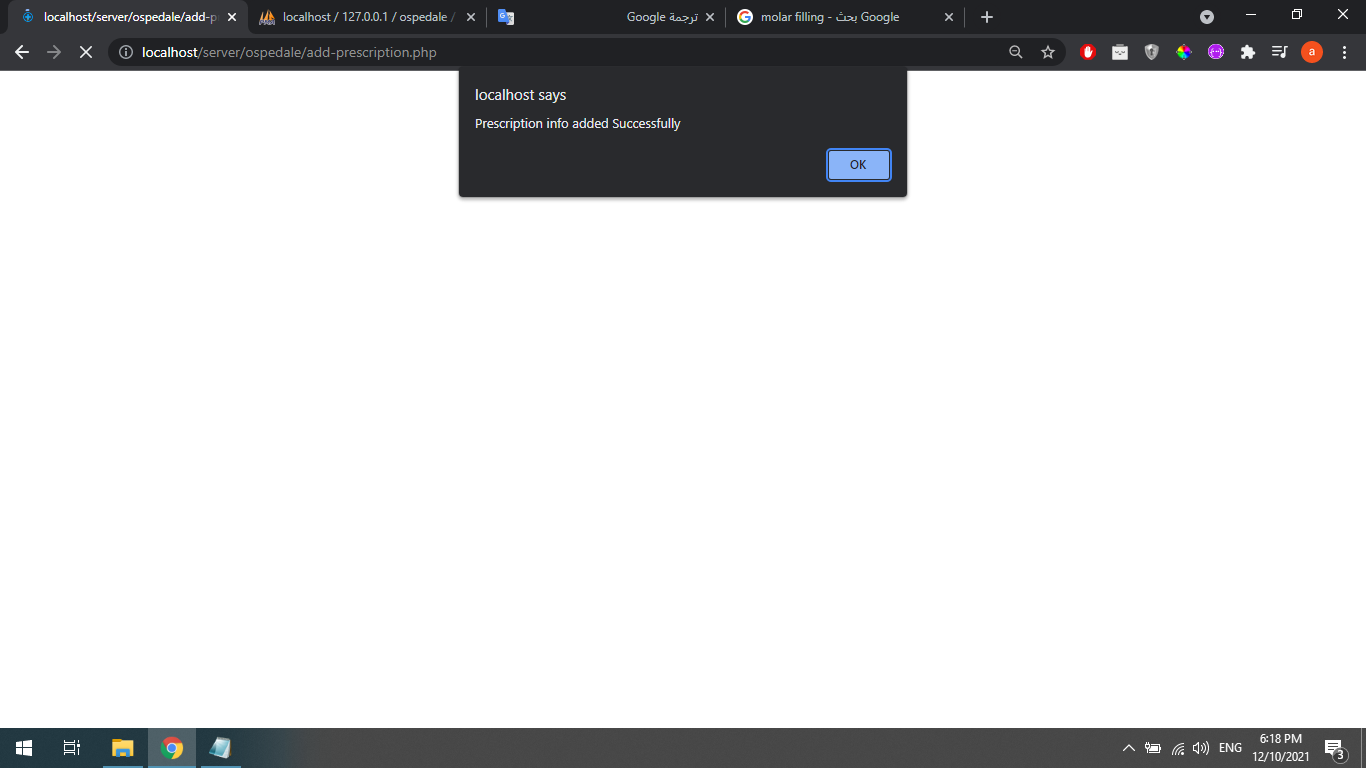 localhost/server/ospedale/add-p
localhost / 127.0.0.1 / ospedale /
ترجمة Google
molar filling - بحث Google
localhost/server/ospedale/add-prescription.php
a
localhost says
Prescription info added Successfully
OK
ENG
6:18 PM
12/10/2021
3